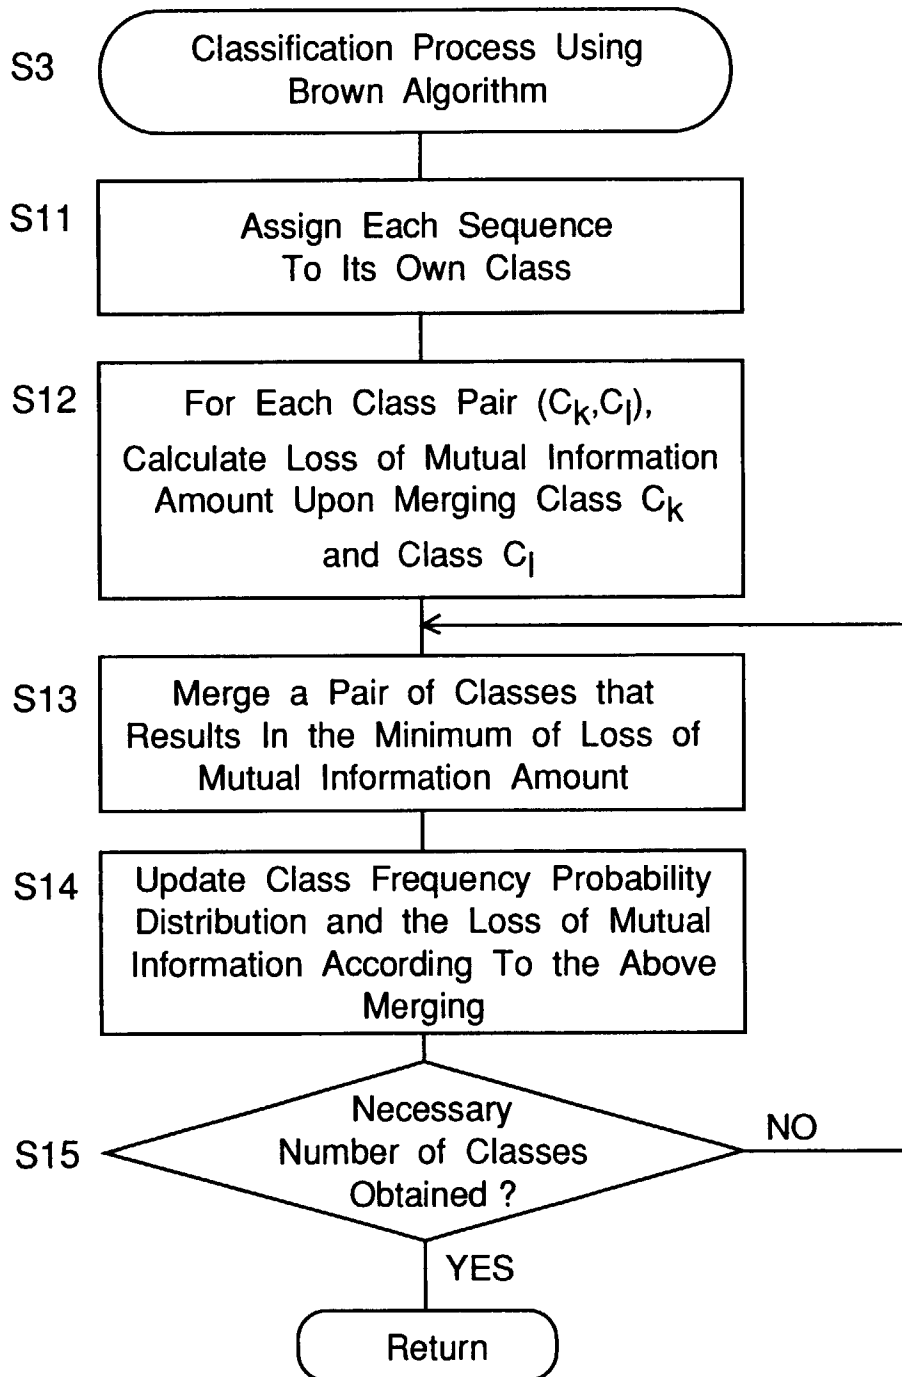 S3
Classification Process Using
Brown Algorithm
S11
Assign Each Sequence
To Its Own Class
S12
For Each Class Pair (Ck,Cl),
Calculate Loss of Mutual Information
Amount Upon Merging Class Ck
and Class Cl
S13
Merge a Pair of Classes that
Results In the Minimum of Loss of
Mutual Information Amount
S14
Update Class Frequency Probability
Distribution and the Loss of Mutual
Information According To the Above
Merging
S15
Necessary
Number of Classes
Obtained ?
NO
YES
Return